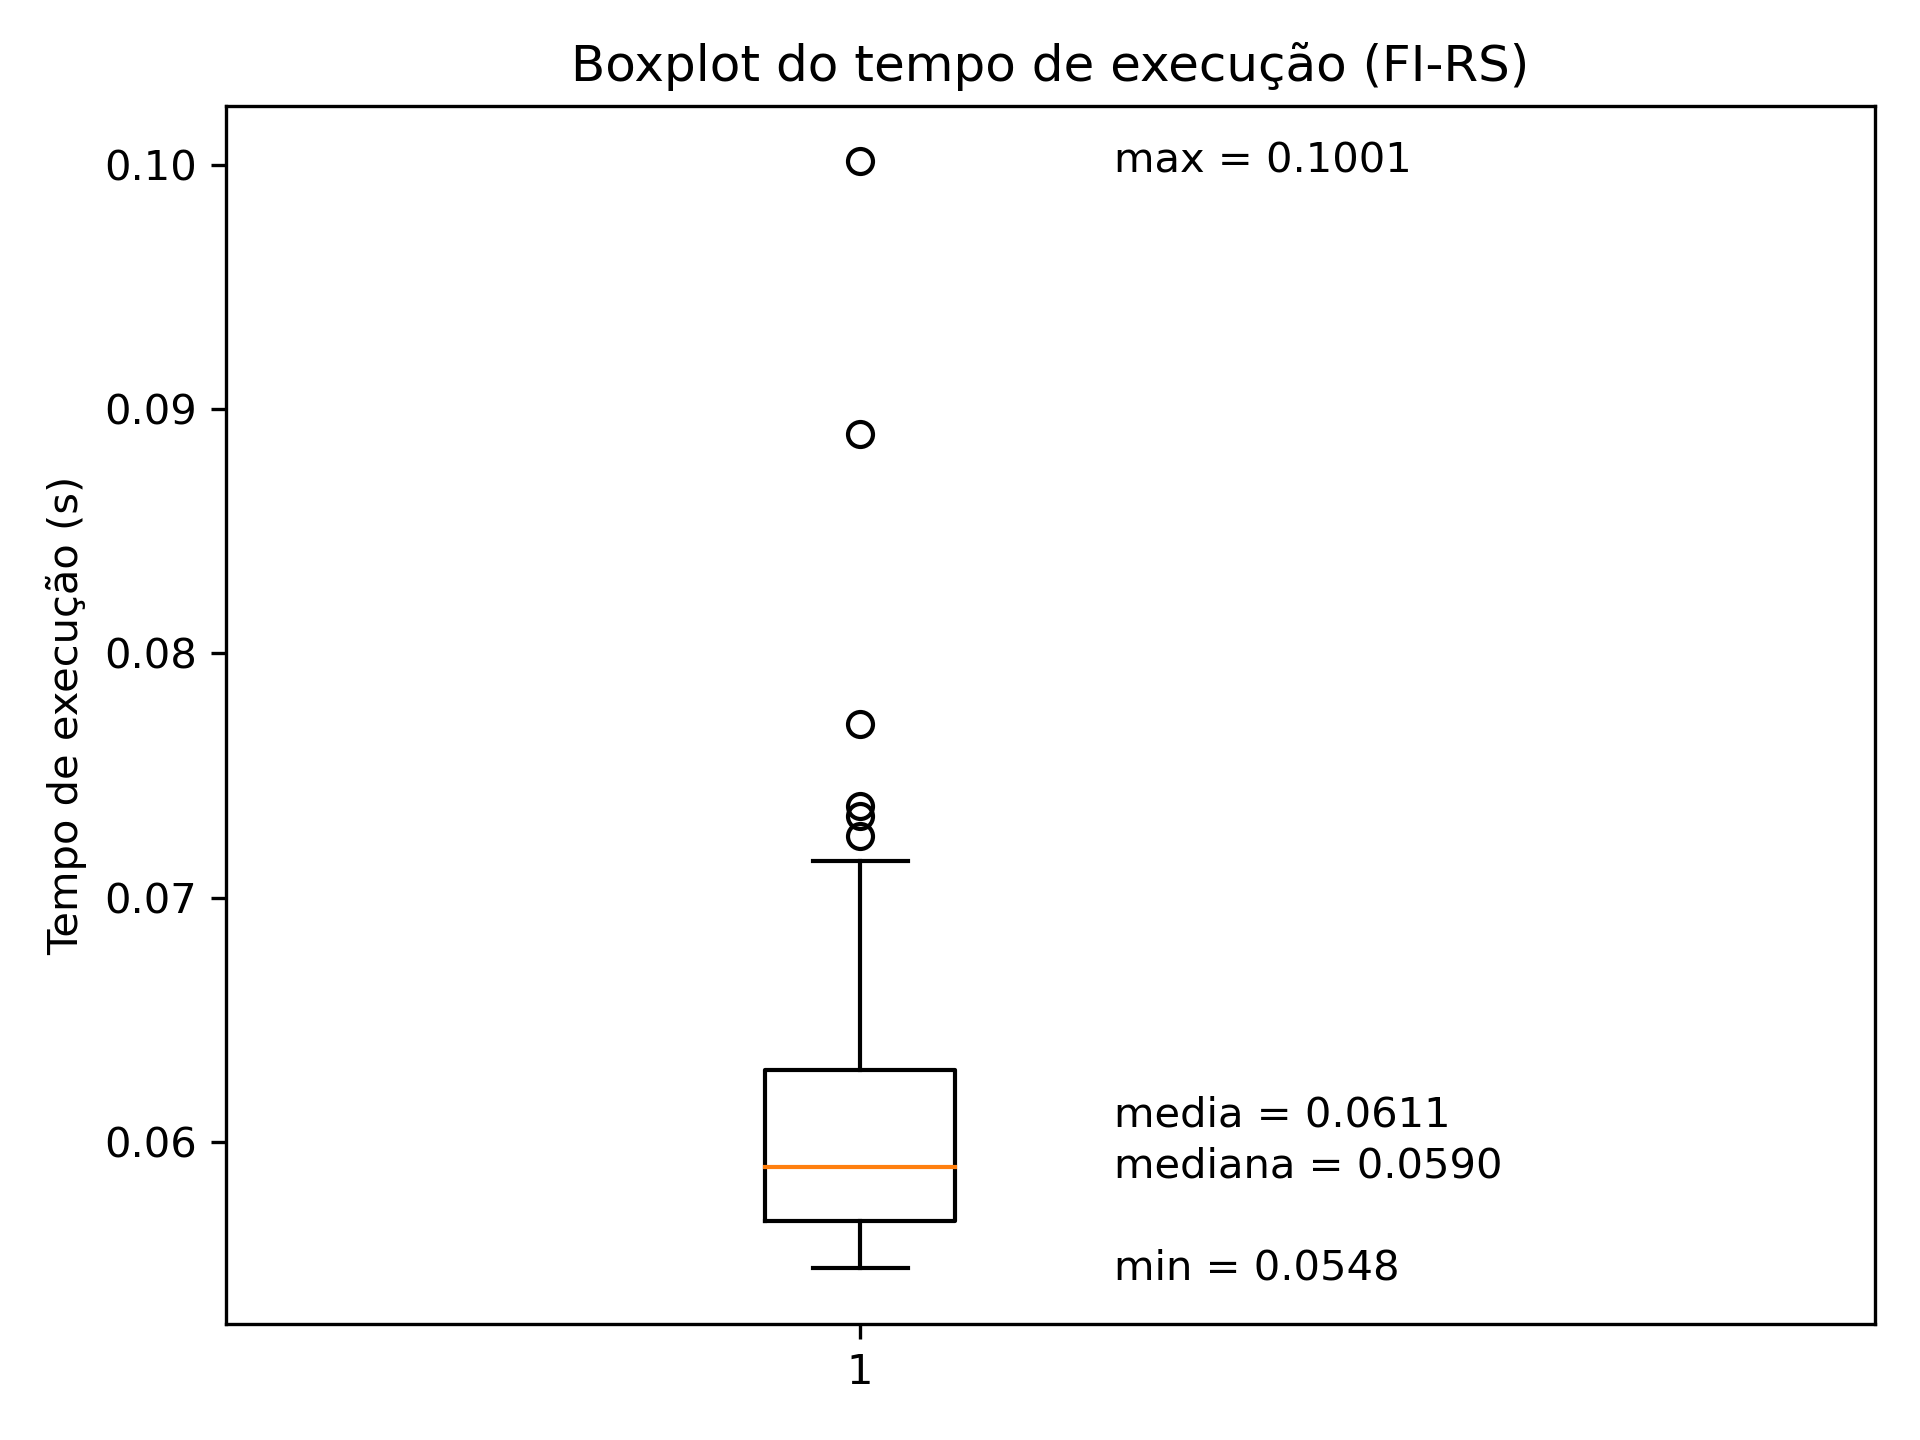 Boxplot do tempo de execução (FI-RS)
Tempo de execução (s)
0.10
0.09
0.08
0.07
0.06
max = 0.1001
media = 0.0611
mediana = 0.0590
min = 0.0548
1